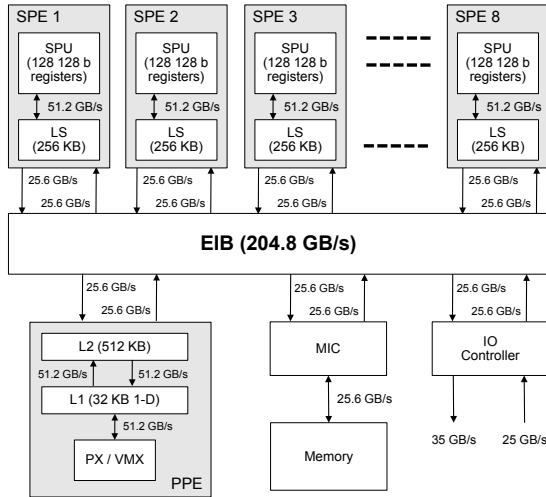 SPE 1
SPE 2
SPE 3
SPE 8
SPU
(128 128 b
registers)
SPU
(128 128 b
registers)
SPU
(128 128 b
registers)
SPU
(128 128 b
registers)
51.2 GB/s
51.2 GB/s
51.2 GB/s
51.2 GB/s
LS
(256 KB)
LS
(256 KB)
LS
(256 KB)
LS
(256 KB)
25.6 GB/s
25.6 GB/s
25.6 GB/s
25.6 GB/s
25.6 GB/s
25.6 GB/s
25.6 GB/s
25.6 GB/s
EIB (204.8 GB/s)
25.6 GB/s
25.6 GB/s
25.6 GB/s
25.6 GB/s
25.6 GB/s
25.6 GB/s
L2 (512 KB)
51.2 GB/s
51.2 GB/s
L1 (32 KB 1-D)
51.2 GB/s
PX / VMX
PPE
MIC
25.6 GB/s
Memory
IO
Controller
35 GB/s
25 GB/s